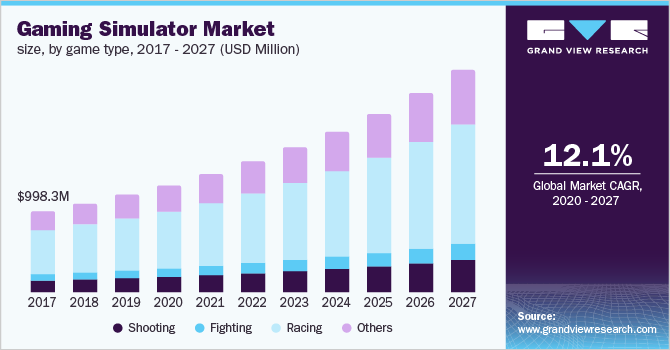 Gaming Simulator Market
size, by game type, 2017 - 2027 (USD Million)
$998.3M
2017 2018 2019 2020 2021 2022 2023 2024 2025 2026 2027
Shooting Fighting Racing Others
GRAND VIEW RESEARCH
12.1%
Global Market CAGR,
2020 - 2027
Source:
www.grandviewresearch.com